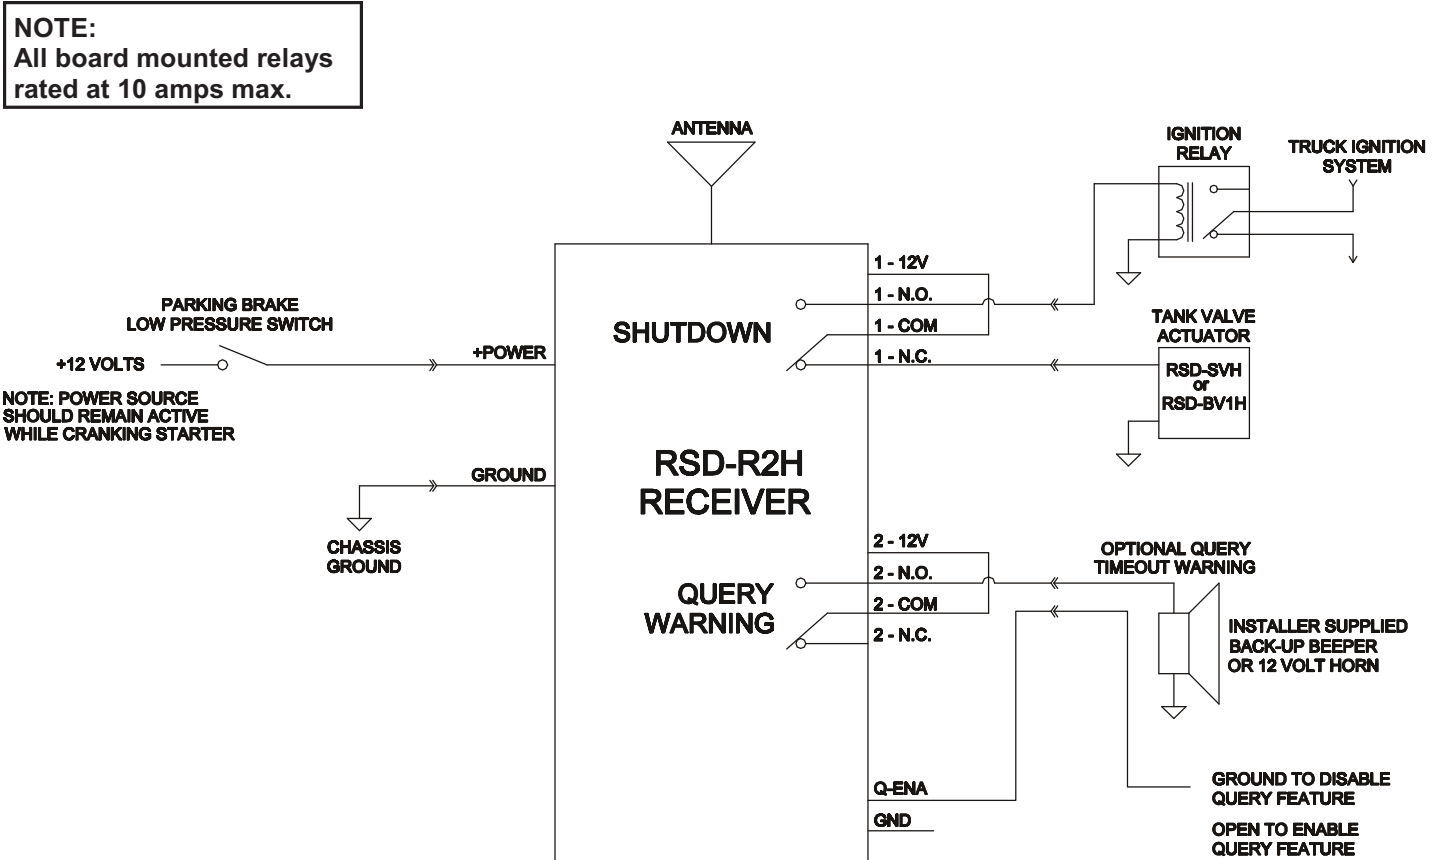 NOTE:
All board mounted relays
rated at 10 amps max.
ANTENNA
IGNITION
RELAY
TRUCK IGNITION
SYSTEM
PARKING BRAKE
LOW PRESSURE SWITCH
+12 VOLTS
NOTE: POWER SOURCE
SHOULD REMAIN ACTIVE
WHILE CRANKING STARTER
+POWER
GROUND
CHASSIS
GROUND
SHUTDOWN
1 - 12V
1 - N.O.
1 - COM
1 - N.C.
TANK VALVE
ACTUATOR
RSD-SVH
or
RSD-BV1H
RSD-R2H
RECEIVER
QUERY
WARNING
2 - 12V
2 - N.O.
2 - COM
2 - N.C.
OPTIONAL QUERY
TIMEOUT WARNING
INSTALLER SUPPLIED
BACK-UP BEEPER
OR 12 VOLT HORN
Q-ENA
GND
GROUND TO DISABLE
QUERY FEATURE
OPEN TO ENABLE
QUERY FEATURE